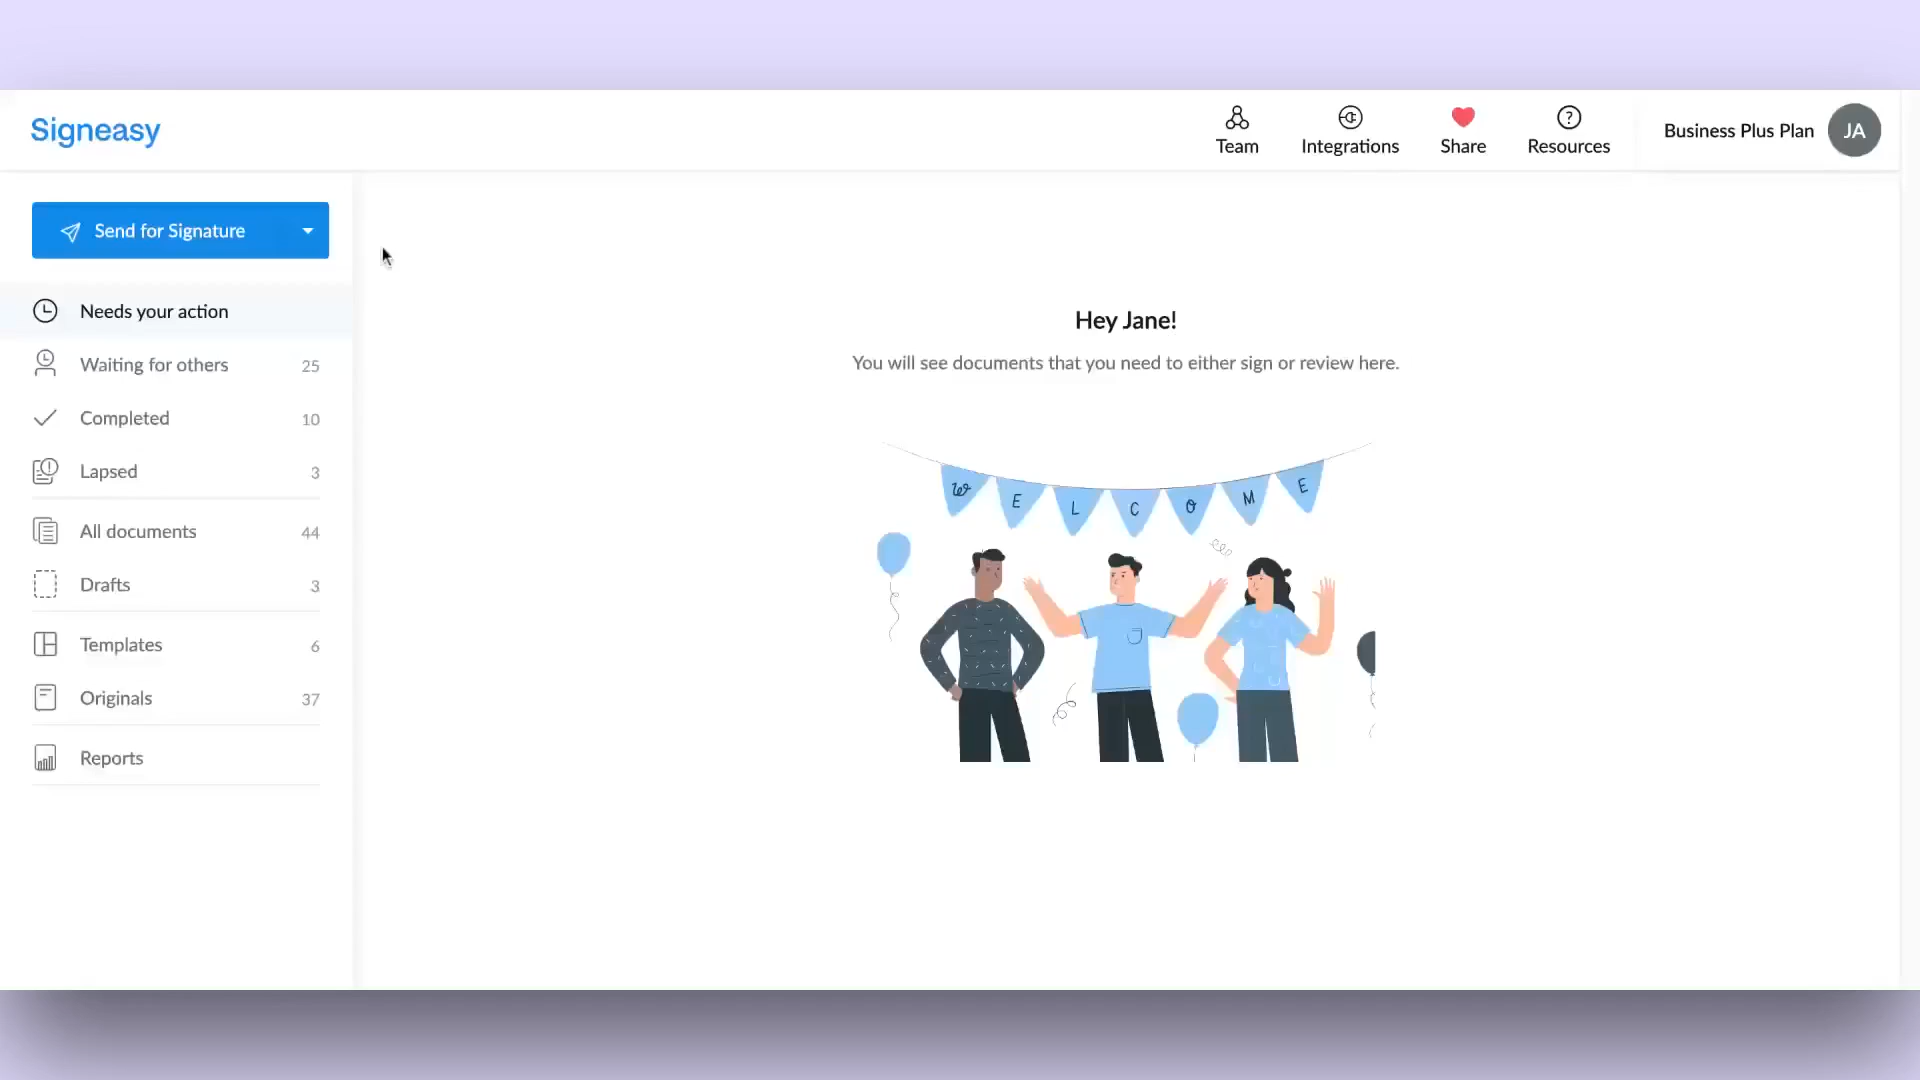 Signeasy
Team
Integrations
Share
Resources
Business Plus Plan
JA
Send for Signature
Needs your action
Waiting for others 25
Completed 10
Lapsed 3
All documents 44
Drafts 3
Templates 6
Originals 37
Reports
Hey Jane!
You will see documents that you need to either sign or review here.
W E L C O M E